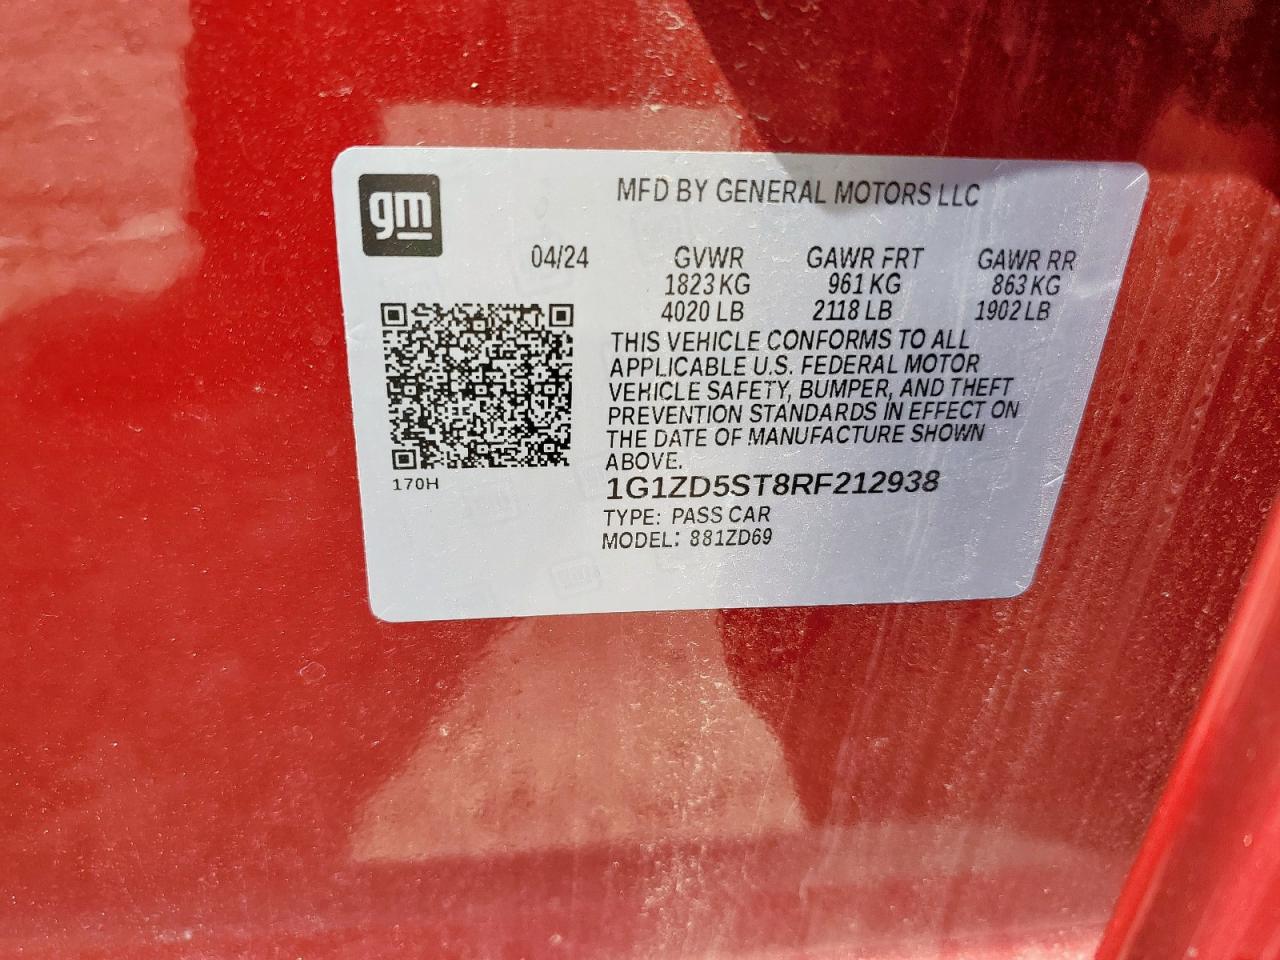 gm
MFD BY GENERAL MOTORS LLC
04/24 GVWR GAWR FRT GAWR RR
1823 KG 961 KG 863 KG
4020 LB 2118 LB 1902 LB
THIS VEHICLE CONFORMS TO ALL
APPLICABLE U.S. FEDERAL MOTOR
VEHICLE SAFETY, BUMPER, AND THEFT
PREVENTION STANDARDS IN EFFECT ON
THE DATE OF MANUFACTURE SHOWN
ABOVE.
170H
1G1ZD5ST8RF212938
TYPE: PASS CAR
MODEL: 881ZD69